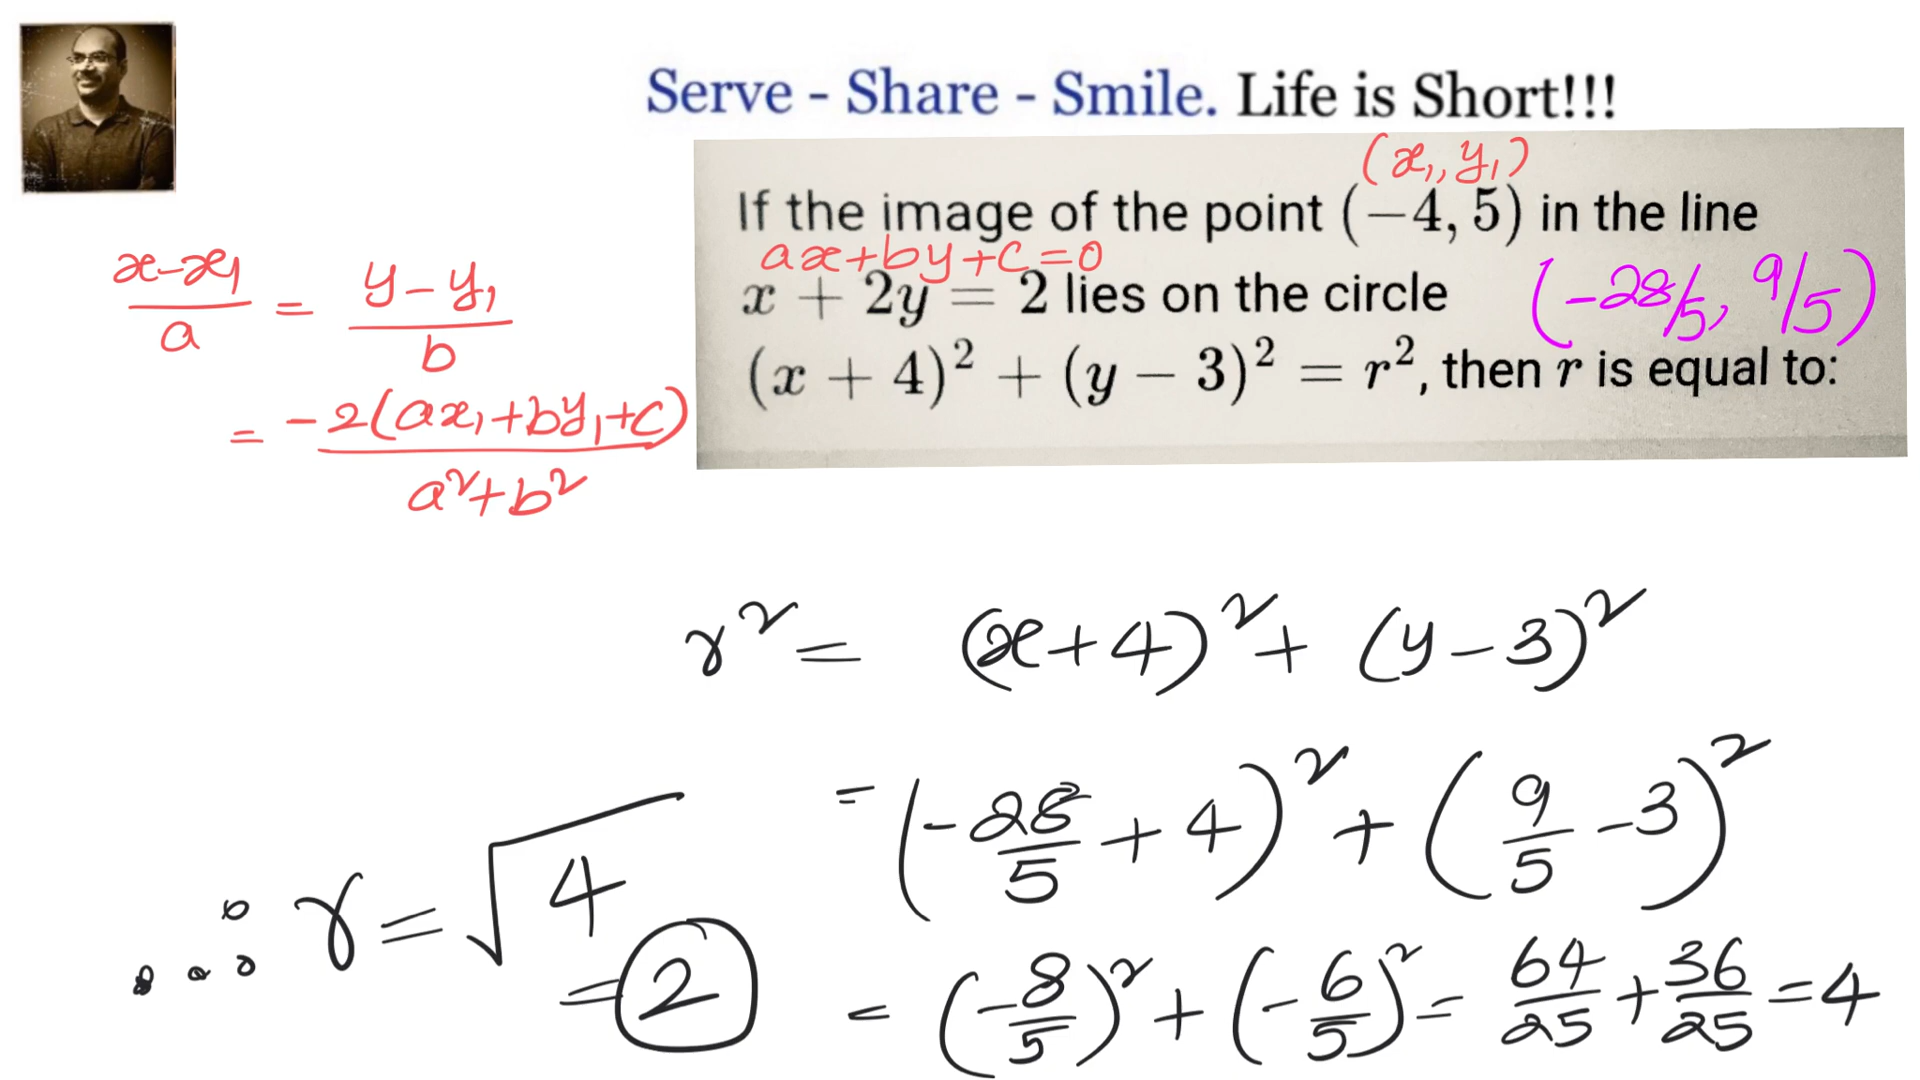 Serve - Share - Smile. Life is Short!!!
(x₁, y₁)
If the image of the point (−4, 5) in the line
ax+by+c=0
x + 2y = 2 lies on the circle
(-28/5, 9/5)
(x + 4)² + (y − 3)² = r², then r is equal to:
(x-x₁)/a = (y-y₁)/b
= -2(ax₁+by₁+c)/(a²+b²)
r² = (x+4)² + (y-3)²
= (-28/5 + 4)² + (9/5 - 3)²
= (-8/5)² + (-6/5)² = 64/25 + 36/25 = 4
∴ r = √4
= 2